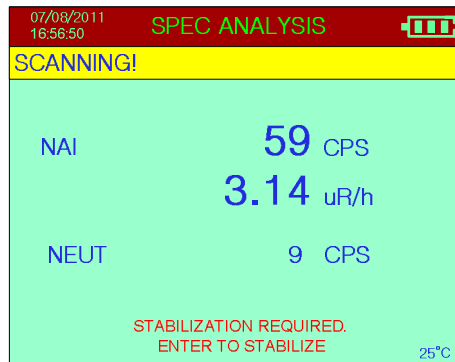 07/08/2011
16:56:50
SPEC ANALYSIS
SCANNING!
NAI 59 CPS
3.14 uR/h
NEUT 9 CPS
STABILIZATION REQUIRED.
ENTER TO STABILIZE
25°C